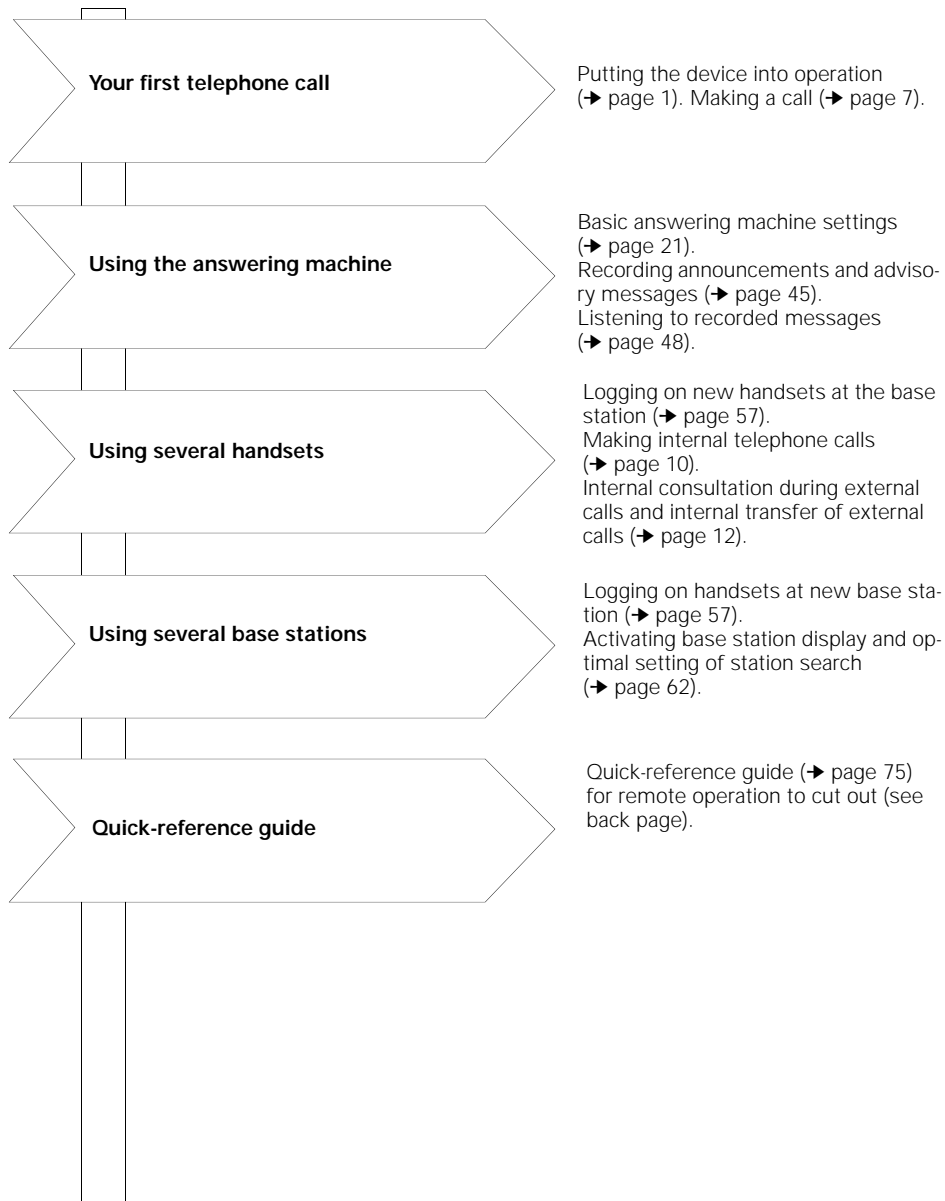 Your first telephone call
Putting the device into operation
(➔ page 1). Making a call (➔ page 7).
Using the answering machine
Basic answering machine settings
(➔ page 21).
Recording announcements and adviso-
ry messages (➔ page 45).
Listening to recorded messages
(➔ page 48).
Using several handsets
Logging on new handsets at the base
station (➔ page 57).
Making internal telephone calls
(➔ page 10).
Internal consultation during external
calls and internal transfer of external
calls (➔ page 12).
Using several base stations
Logging on handsets at new base sta-
tion (➔ page 57).
Activating base station display and op-
timal setting of station search
(➔ page 62).
Quick-reference guide
Quick-reference guide (➔ page 75)
for remote operation to cut out (see
back page).